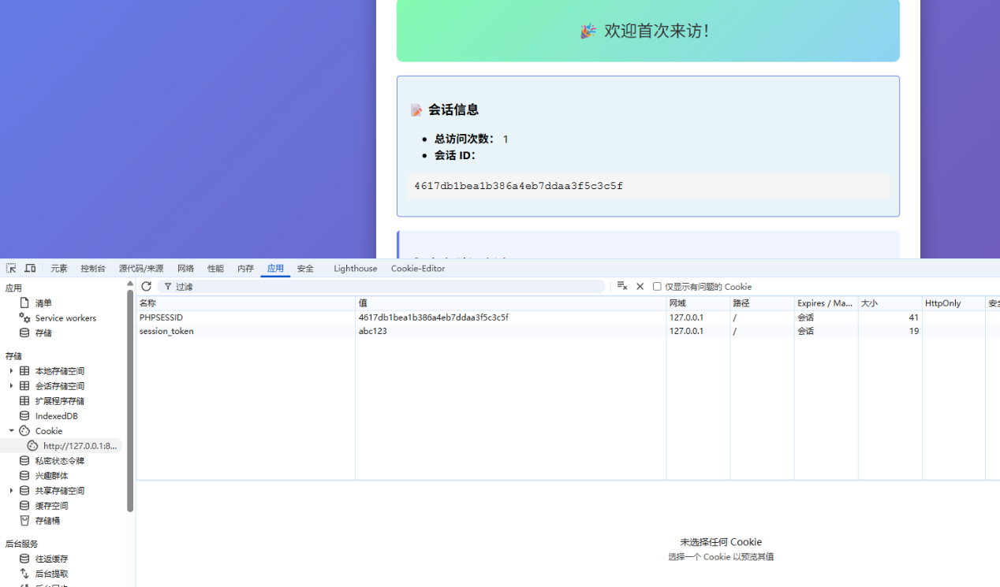 🎉 欢迎首次来访！
📝 会话信息
• 总访问次数： 1
• 会话 ID：
4617db1bea1b386a4eb7ddaa3f5c3c5f
元素 控制台 源代码/来源 网络 性能 内存 应用 安全 Lighthouse Cookie-Editor
应用
清单
Service workers
存储
存储
本地存储空间
会话存储空间
扩展程序存储
IndexedDB
Cookie
http://127.0.0.1:8...
私密状态令牌
兴趣群体
共享存储空间
缓存空间
存储桶
后台服务
往返缓存
后台提取
过滤 仅显示有问题的 Cookie
名称 值 网域 路径 Expires / Ma... 大小 HttpOnly 安全
PHPSESSID 4617db1bea1b386a4eb7ddaa3f5c3c5f 127.0.0.1 / 会话 41
session_token abc123 127.0.0.1 / 会话 19
未选择任何 Cookie
选择一个 Cookie 以预览其值